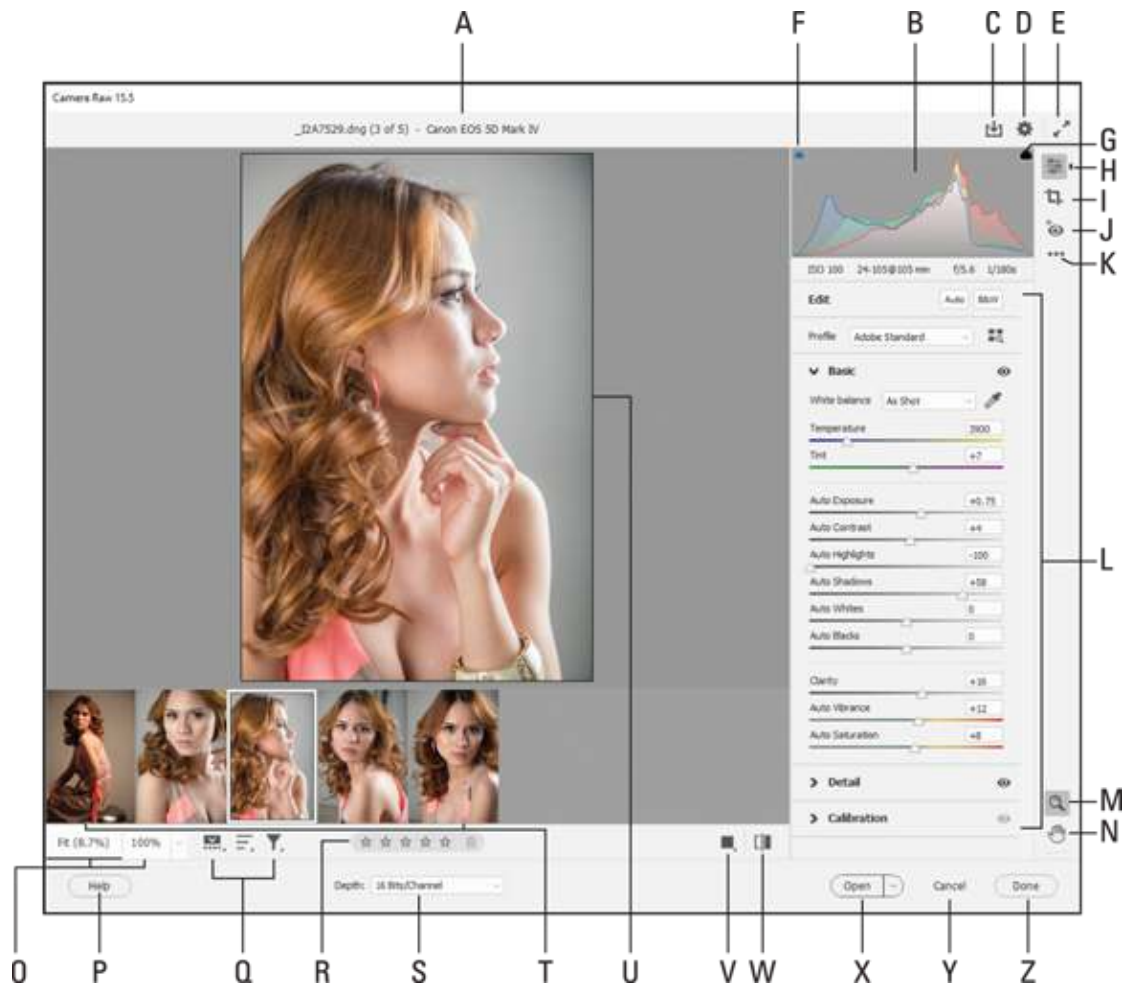 A F B C D E
Camera Raw 15.5
_I2A7529.dng (3 of 5) - Canon EOS 5D Mark IV
G
H
I
J
K
ISO 100 24-105@105 mm f/5.6 1/180s
Edit Auto B&W
Profile Adobe Standard
Basic
White balance As Shot
Temperature 3900
Tint +7
U
Auto Exposure +0.75
Auto Contrast +4
Auto Highlights -100
L
Auto Shadows +58
Auto Whites 0
Auto Blacks 0
Clarity +16
Auto Vibrance +12
Auto Saturation +8
Detail
M
Calibration
N
Fit (8.7%) 100%
Help Depth: 16 Bits/Channel Open Cancel Done
O P Q R S T U V W X Y Z